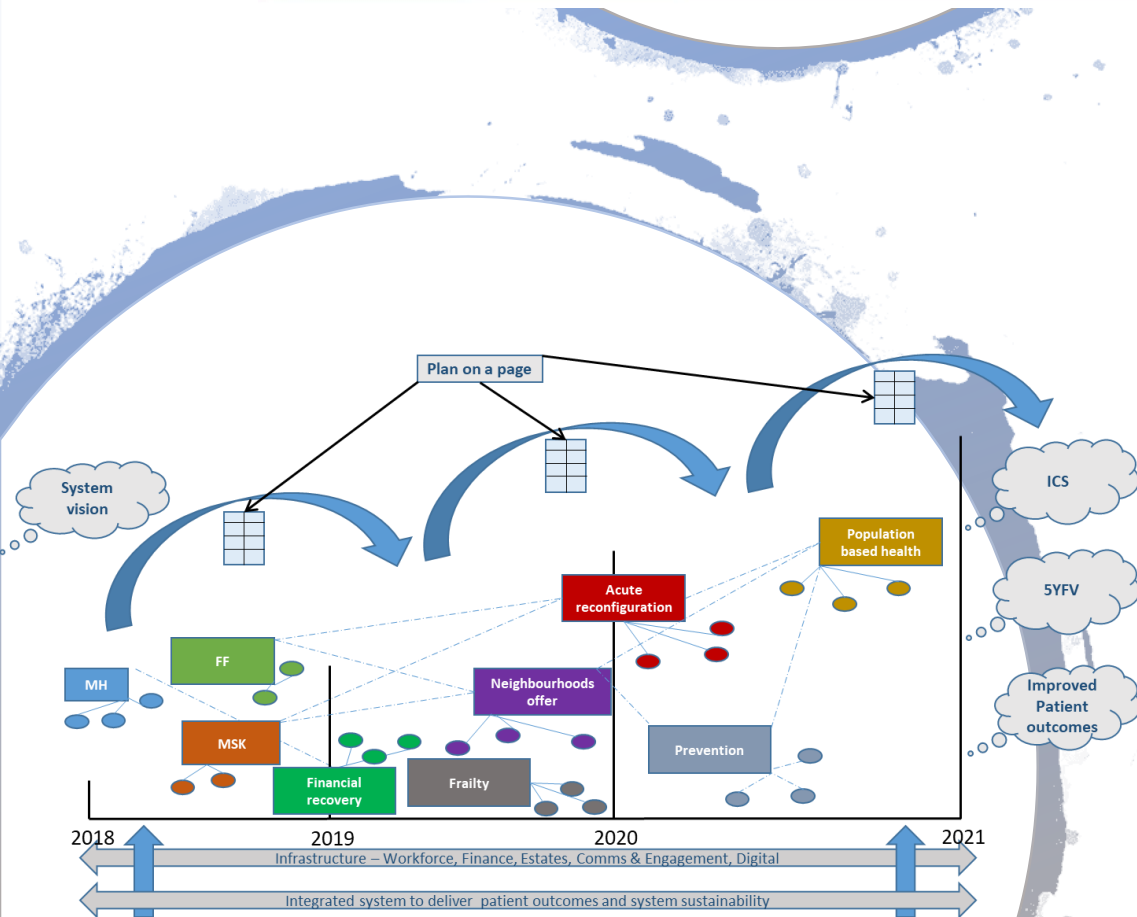 Plan on a page
System
vision
ICS
Population
based health
5YFV
Acute
reconfiguration
FF
MH
Neighbourhoods
offer
Improved
Patient
outcomes
MSK
Prevention
Financial
recovery
Frailty
2018
2019
2020
2021
Infrastructure – Workforce, Finance, Estates, Comms & Engagement, Digital
Integrated system to deliver patient outcomes and system sustainability